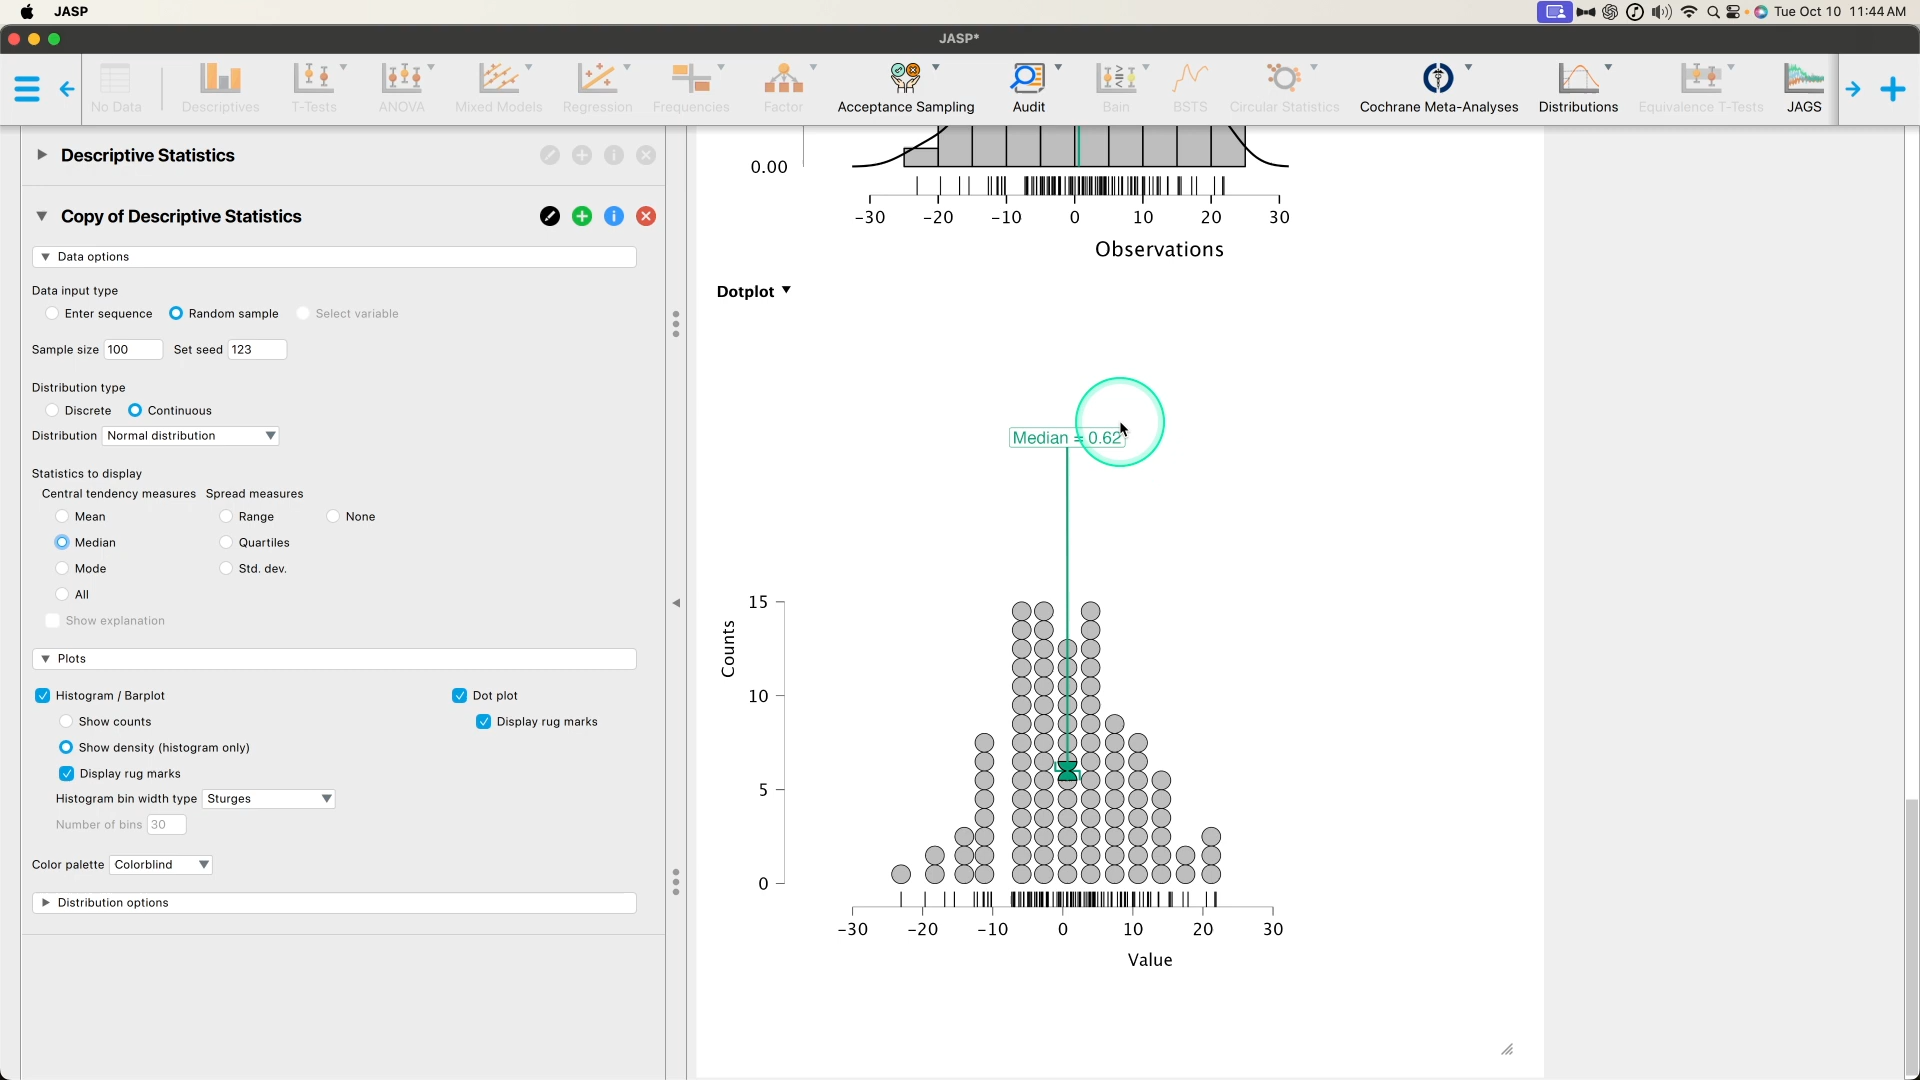 JASP
Tue Oct 10 11:44 AM
JASP*
No Data
Descriptives
T-Tests
ANOVA
Mixed Models
Regression
Frequencies
Factor
Acceptance Sampling
Audit
Bain
BSTS
Circular Statistics
Cochrane Meta-Analyses
Distributions
Equivalence T-Tests
JAGS
Descriptive Statistics
Copy of Descriptive Statistics
Data options
Data input type
Enter sequence Random sample Select variable
Sample size 100 Set seed 123
Distribution type
Discrete Continuous
Distribution Normal distribution
Statistics to display
Central tendency measures Spread measures
Mean Range None
Median Quartiles
Mode Std. dev.
All
Show explanation
Plots
Histogram / Barplot Dot plot
Show counts Display rug marks
Show density (histogram only)
Display rug marks
Histogram bin width type Sturges
Number of bins 30
Color palette Colorblind
Distribution options
0.00
-30 -20 -10 0 10 20 30
Observations
Dotplot
Median = 0.62
15
10
5
0
Counts
-30 -20 -10 0 10 20 30
Value